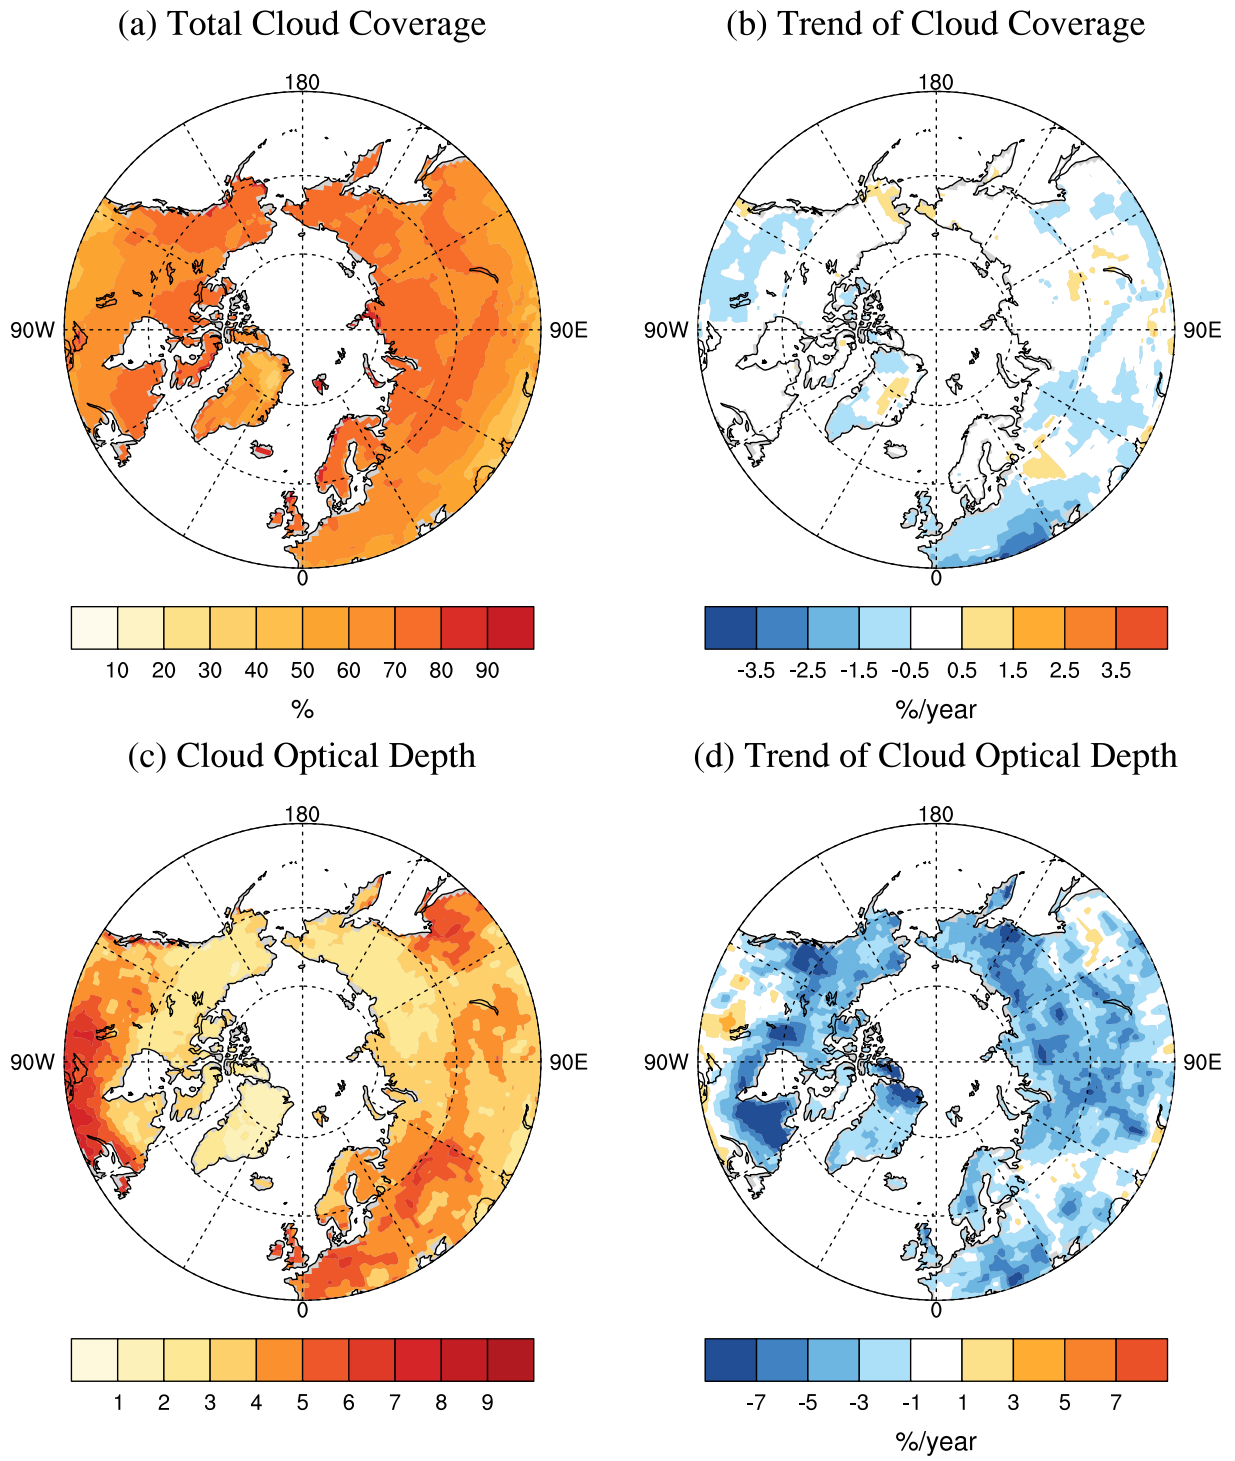 (a) Total Cloud Coverage
(b) Trend of Cloud Coverage
180
180
90W
90E
90W
90E
0
0
10 20 30 40 50 60 70 80 90
-3.5 -2.5 -1.5 -0.5 0.5 1.5 2.5 3.5
%
%/year
(c) Cloud Optical Depth
(d) Trend of Cloud Optical Depth
180
180
90W
90E
90W
90E
0
0
1 2 3 4 5 6 7 8 9
-7 -5 -3 -1 1 3 5 7
%/year